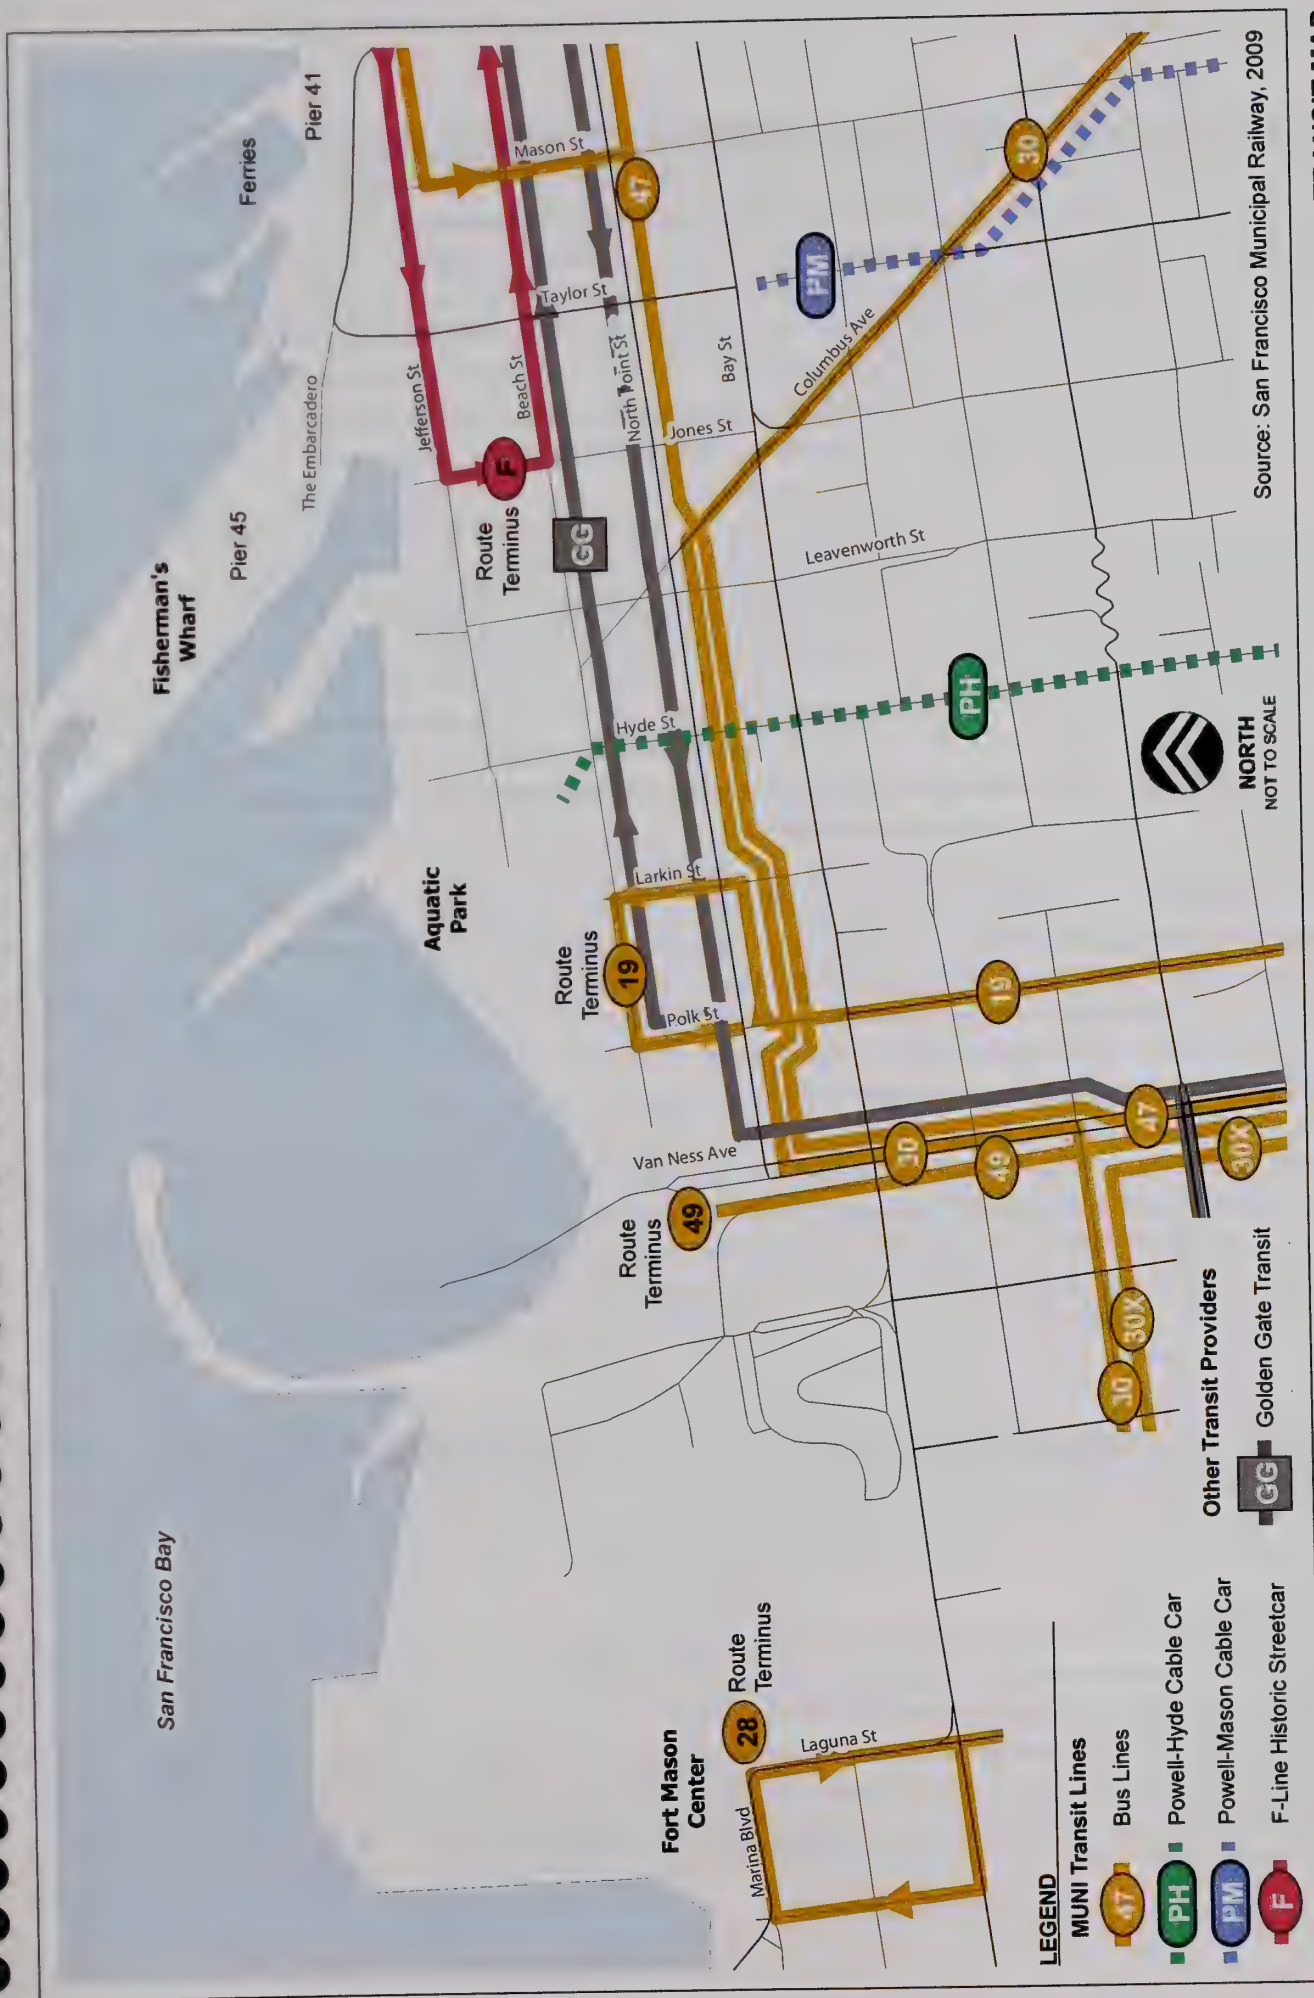 San Francisco Bay
Fisherman's
Wharf
Pier 45
Ferries
Pier 41
The Embarcadero
Aquatic
Park
Jefferson St
Beach St
North Point St
Bay St
Mason St
Taylor St
Jones St
Columbus Ave
Leavenworth St
Hyde St
Larkin St
Polk St
Van Ness Ave
Route
Terminus
F
GG
47
30
PM
PH
Route
Terminus
19
19
Route
Terminus
49
30
49
47
30X
30X
30
Fort Mason
Center
28
Route
Terminus
Marina Blvd
Laguna St
NORTH
NOT TO SCALE
LEGEND
MUNI Transit Lines
47 Bus Lines
PH Powell-Hyde Cable Car
PM Powell-Mason Cable Car
F F-Line Historic Streetcar
Other Transit Providers
GG Golden Gate Transit
Source: San Francisco Municipal Railway, 2009